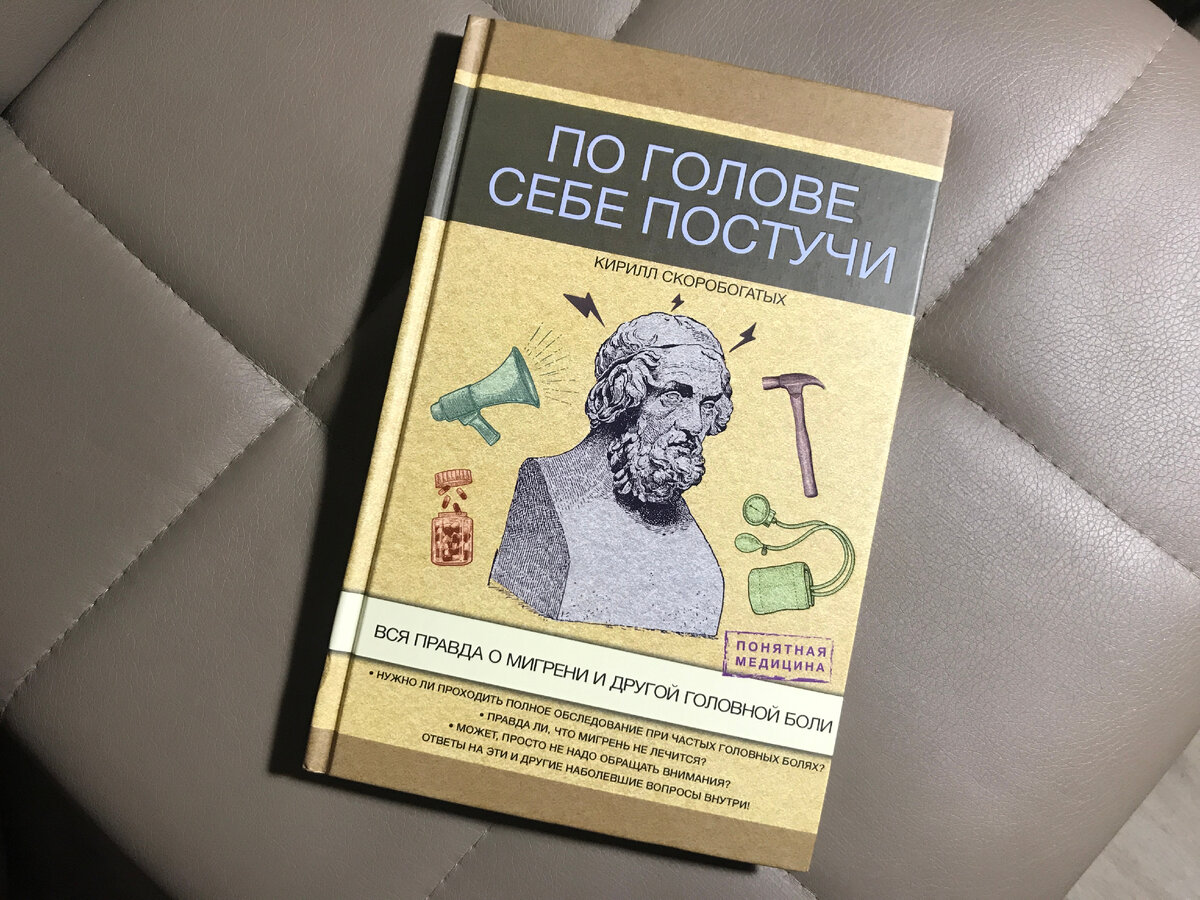 ПО ГОЛОВЕ
СЕБЕ ПОСТУЧИ
КИРИЛЛ СКОРОБОГАТЫХ
ПОНЯТНАЯ
МЕДИЦИНА
ВСЯ ПРАВДА О МИГРЕНИ И ДРУГОЙ ГОЛОВНОЙ БОЛИ
• НУЖНО ЛИ ПРОХОДИТЬ ПОЛНОЕ ОБСЛЕДОВАНИЕ ПРИ ЧАСТЫХ ГОЛОВНЫХ БОЛЯХ?
• ПРАВДА ЛИ, ЧТО МИГРЕНЬ НЕ ЛЕЧИТСЯ?
• МОЖЕТ, ПРОСТО НЕ НАДО ОБРАЩАТЬ ВНИМАНИЯ?
ОТВЕТЫ НА ЭТИ И ДРУГИЕ НАБОЛЕВШИЕ ВОПРОСЫ ВНУТРИ!